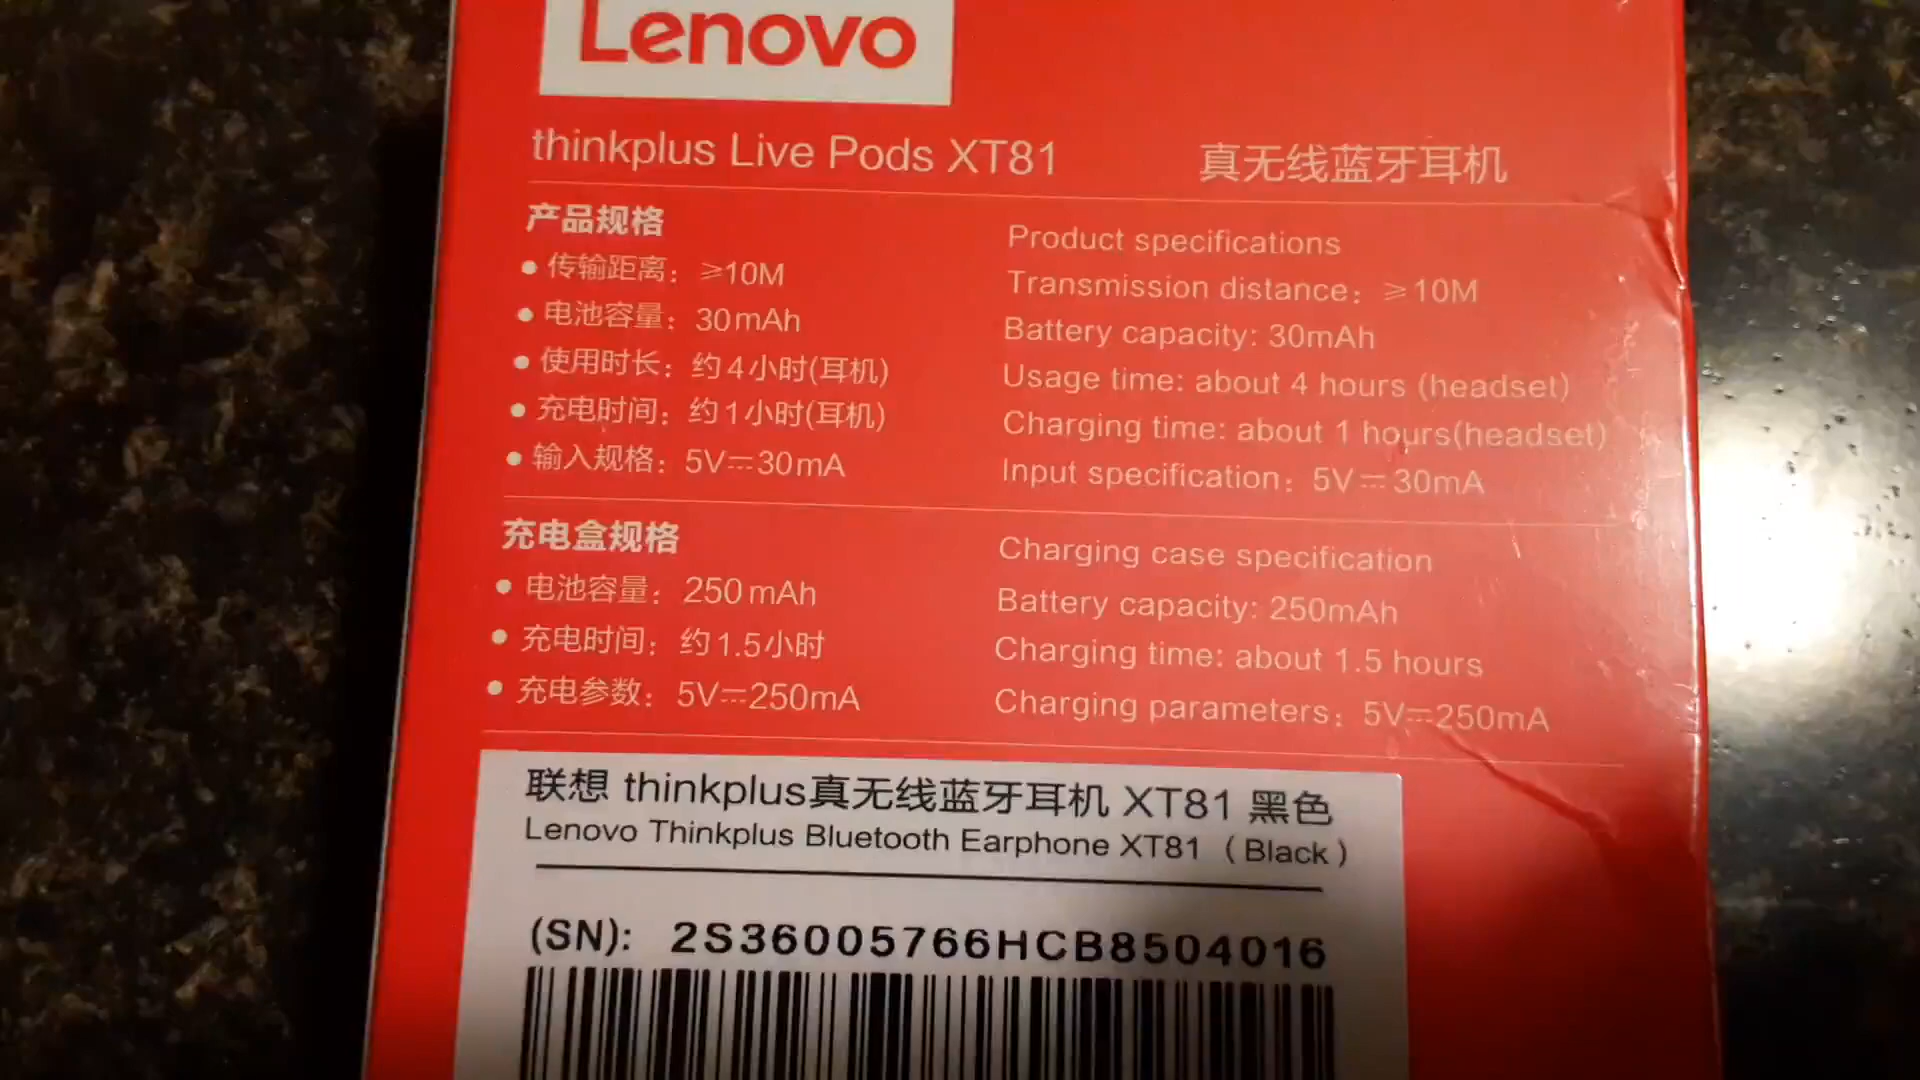 Lenovo
thinkplus Live Pods XT81 真无线蓝牙耳机
产品规格
● 传输距离：≥10M
● 电池容量：30mAh
● 使用时长：约4小时(耳机)
● 充电时间：约1小时(耳机)
● 输入规格：5V⎓30mA
Product specifications
Transmission distance：≥10M
Battery capacity: 30mAh
Usage time: about 4 hours (headset)
Charging time: about 1 hours(headset)
Input specification：5V⎓30mA
充电盒规格
● 电池容量：250mAh
● 充电时间：约1.5小时
● 充电参数：5V⎓250mA
Charging case specification
Battery capacity: 250mAh
Charging time: about 1.5 hours
Charging parameters：5V⎓250mA
联想 thinkplus真无线蓝牙耳机 XT81 黑色
Lenovo Thinkplus Bluetooth Earphone XT81（Black）
(SN): 2S36005766HCB8504016